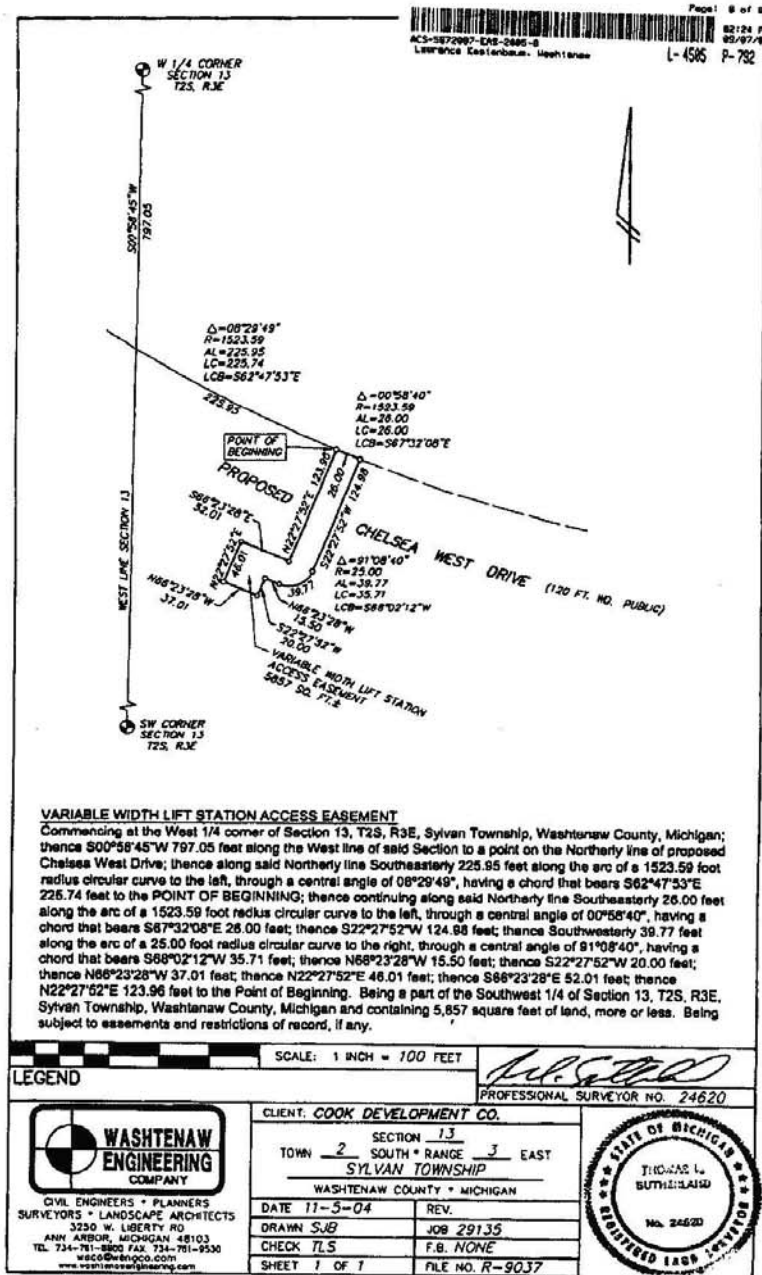 Page: 8 of 8
02:24 P
ACS-5672097-EAS-2005-8
Lawrence Kestenbaum, Washtenaw
L-4505 P-792
W 1/4 CORNER
SECTION 13
T2S, R3E
S00°58'45"W
797.05
Δ=08°29'49"
R=1523.59
AL=225.95
LC=225.74
LCB=S62°47'53"E
225.95
Δ=00°58'40"
R=1523.59
AL=26.00
LC=26.00
LCB=S67°32'08"E
POINT OF
BEGINNING
PROPOSED
CHELSEA WEST DRIVE (120 FT. WD. PUBLIC)
N22°27'52"E 123.96'
26.00
S22°27'52"W 124.98
S66°23'28"E
52.01
N22°27'52"E
46.01
N66°23'28"W
37.01
Δ=91°08'40"
R=25.00
AL=39.77
LC=35.71
LCB=S68°02'12"W
39.77
N66°23'28"W
15.50
S22°27'52"W
20.00
VARIABLE WIDTH LIFT STATION
ACCESS EASEMENT
5857 SQ. FT.±
WEST LINE SECTION 13
SW CORNER
SECTION 13
T2S, R3E
VARIABLE WIDTH LIFT STATION ACCESS EASEMENT
Commencing at the West 1/4 corner of Section 13, T2S, R3E, Sylvan Township, Washtenaw County, Michigan;
thence S00°58'45"W 797.05 feet along the West line of said Section to a point on the Northerly line of proposed
Chelsea West Drive; thence along said Northerly line Southeasterly 225.95 feet along the arc of a 1523.59 foot
radius circular curve to the left, through a central angle of 08°29'49", having a chord that bears S62°47'53"E
225.74 feet to the POINT OF BEGINNING; thence continuing along said Northerly line Southeasterly 26.00 feet
along the arc of a 1523.59 foot radius circular curve to the left, through a central angle of 00°58'40", having a
chord that bears S67°32'08"E 26.00 feet; thence S22°27'52"W 124.98 feet; thence Southwesterly 39.77 feet
along the arc of a 25.00 foot radius circular curve to the right, through a central angle of 91°08'40", having a
chord that bears S68°02'12"W 35.71 feet; thence N66°23'28"W 15.50 feet; thence S22°27'52"W 20.00 feet;
thence N66°23'28"W 37.01 feet; thence N22°27'52"E 46.01 feet; thence S66°23'28"E 52.01 feet; thence
N22°27'52"E 123.96 feet to the Point of Beginning. Being a part of the Southwest 1/4 of Section 13, T2S, R3E,
Sylvan Township, Washtenaw County, Michigan and containing 5,857 square feet of land, more or less. Being
subject to easements and restrictions of record, if any.
SCALE: 1 INCH = 100 FEET
LEGEND
PROFESSIONAL SURVEYOR NO. 24620
WASHTENAW
ENGINEERING
COMPANY
CIVIL ENGINEERS * PLANNERS
SURVEYORS * LANDSCAPE ARCHITECTS
3250 W. LIBERTY RD
ANN ARBOR, MICHIGAN 48103
TEL. 734-761-8800 FAX. 734-761-9530
weco@wengco.com
www.washtenawengineering.com
CLIENT: COOK DEVELOPMENT CO.
SECTION 13
TOWN 2 SOUTH * RANGE 3 EAST
SYLVAN TOWNSHIP
WASHTENAW COUNTY * MICHIGAN
DATE 11-5-04 REV.
DRAWN SJB JOB 29135
CHECK TLS F.B. NONE
SHEET 1 OF 1 FILE NO. R-9037
STATE OF MICHIGAN
THOMAS L.
SUTHERLAND
No. 24620
REGISTERED LAND SURVEYOR